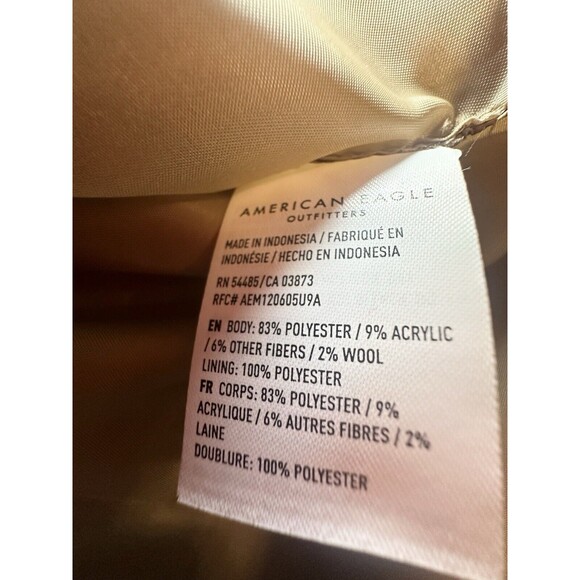 AMERICAN EAGLE
OUTFITTERS
MADE IN INDONESIA / FABRIQUÉ EN
INDONÉSIE / HECHO EN INDONESIA
RN 54485/CA 03873
RFC# AEM120605U9A
EN BODY: 83% POLYESTER / 9% ACRYLIC
/ 6% OTHER FIBERS / 2% WOOL
LINING: 100% POLYESTER
FR CORPS: 83% POLYESTER / 9%
ACRYLIQUE / 6% AUTRES FIBRES / 2%
LAINE
DOUBLURE: 100% POLYESTER